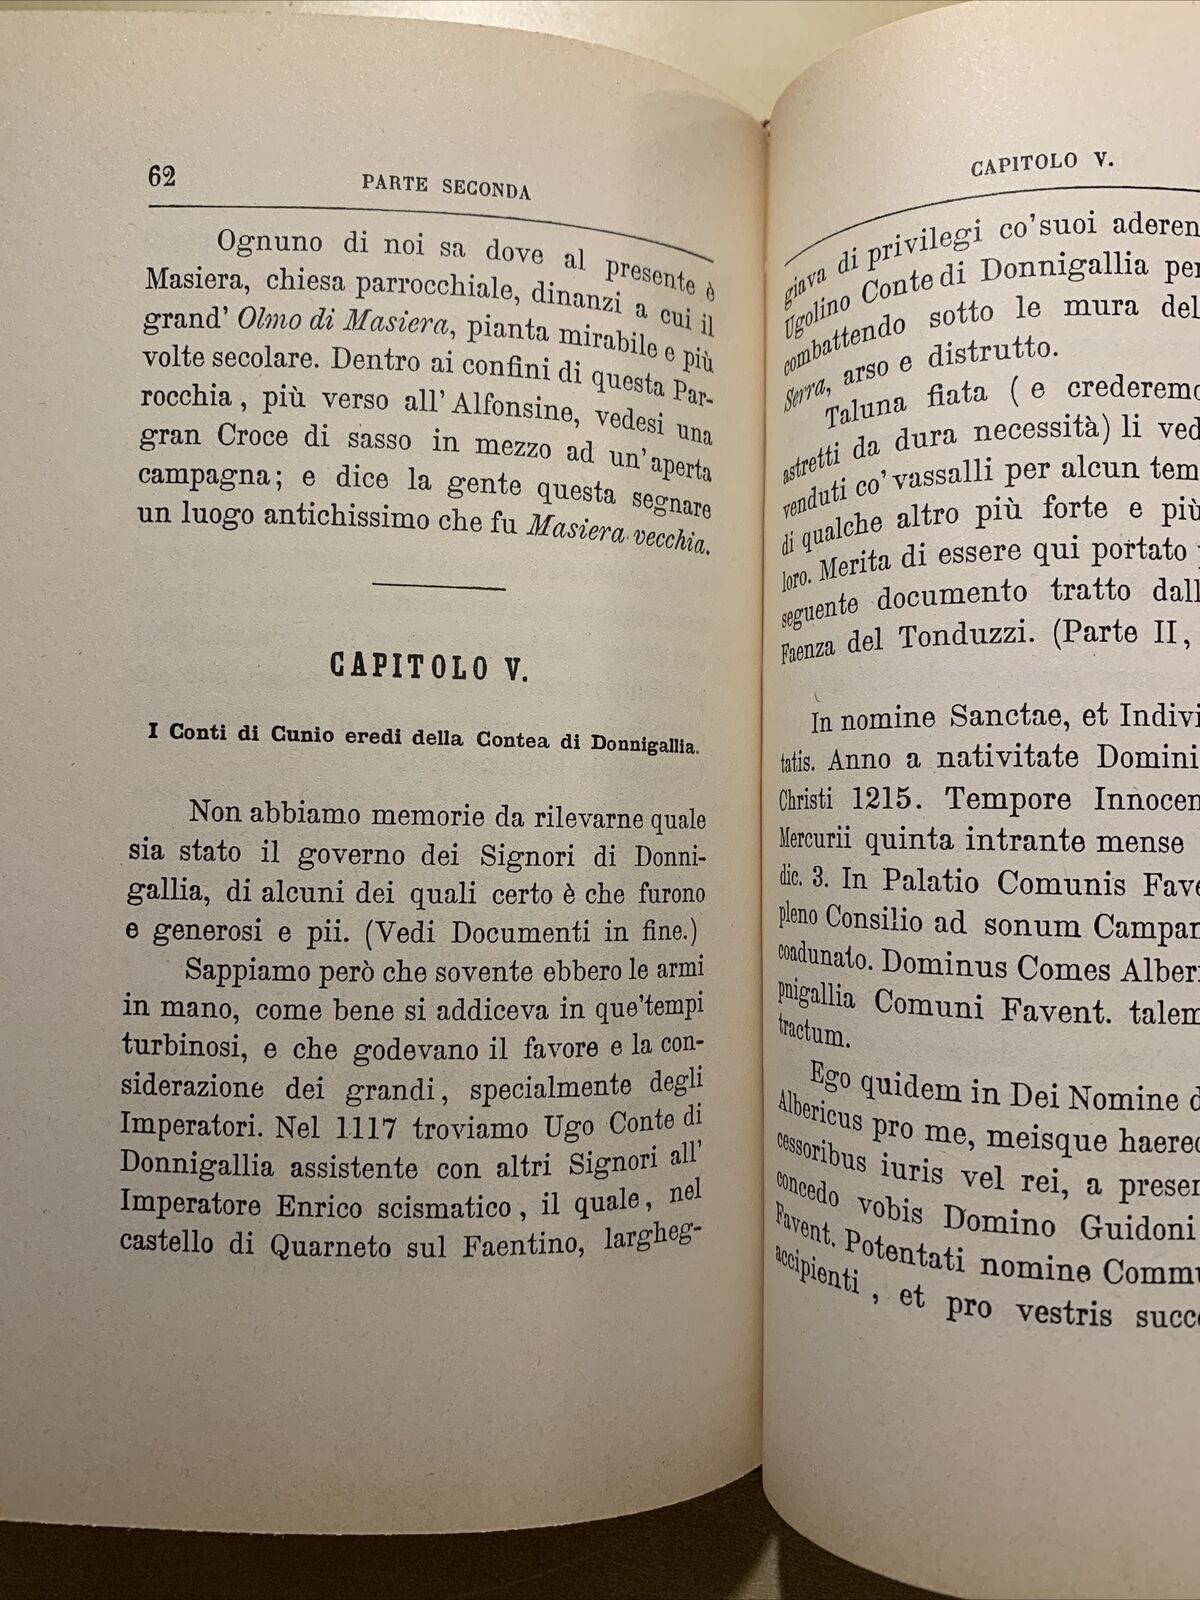 62
PARTE SECONDA
Ognuno di noi sa dove al presente è
Masiera, chiesa parrocchiale, dinanzi a cui il
grand' Olmo di Masiera, pianta mirabile e più
volte secolare. Dentro ai confini di questa Par-
rocchia, più verso all' Alfonsine, vedesi una
gran Croce di sasso in mezzo ad un'aperta
campagna; e dice la gente questa segnare
un luogo antichissimo che fu Masiera vecchia.
CAPITOLO V.
I Conti di Cunio eredi della Contea di Donnigallia.
Non abbiamo memorie da rilevarne quale
sia stato il governo dei Signori di Donni-
gallia, di alcuni dei quali certo è che furono
e generosi e pii. (Vedi Documenti in fine.)
Sappiamo però che sovente ebbero le armi
in mano, come bene si addiceva in que'tempi
turbinosi, e che godevano il favore e la con-
siderazione dei grandi, specialmente degli
Imperatori. Nel 1117 troviamo Ugo Conte di
Donnigallia assistente con altri Signori all'
Imperatore Enrico scismatico, il quale, nel
castello di Quarneto sul Faentino, largheg-
CAPITOLO V.
giava di privilegi co'suoi aderen
Ugolino Conte di Donnigallia per
combattendo sotto le mura del
Serra, arso e distrutto.
Taluna fiata (e crederemo
astretti da dura necessità) li ved
venduti co' vassalli per alcun tem
di qualche altro più forte e più
loro. Merita di essere qui portato
seguente documento tratto dall
Faenza del Tonduzzi. (Parte II,
In nomine Sanctae, et Indivi
tatis. Anno a nativitate Domini
Christi 1215. Tempore Innocen
Mercurii quinta intrante mense
dic. 3. In Palatio Comunis Fave
pleno Consilio ad sonum Campan
coadunato. Dominus Comes Alberi
pnigallia Comuni Favent. talem
tractum.
Ego quidem in Dei Nomine d
Albericus pro me, meisque haered
cessoribus iuris vel rei, a presen
concedo vobis Domino Guidoni
Favent. Potentati nomine Commu
accipienti, et pro vestris succe